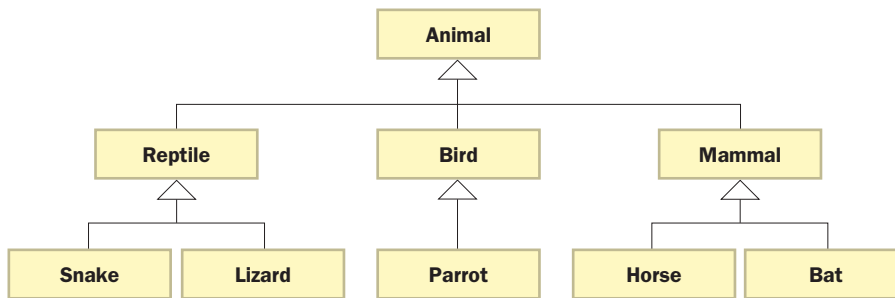 Animal
Reptile
Bird
Mammal
Snake
Lizard
Parrot
Horse
Bat